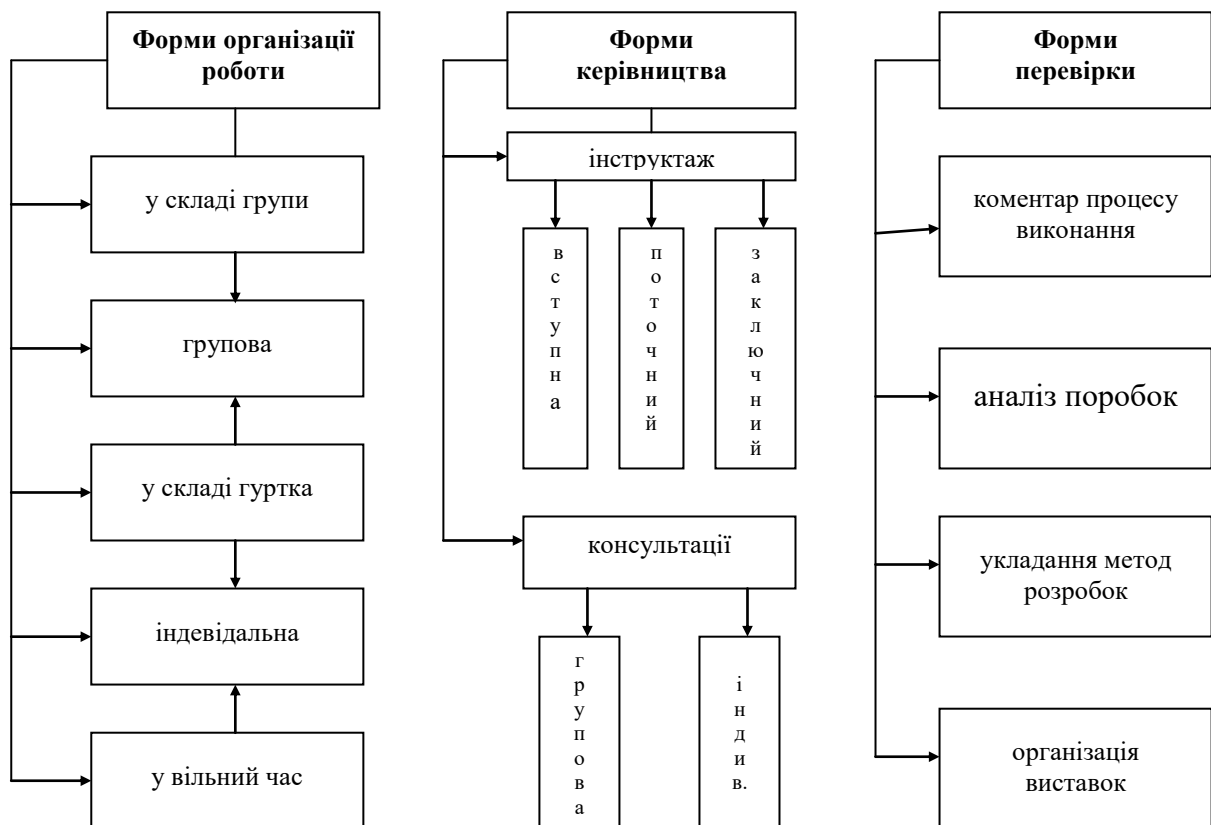 Форми організації
роботи
у складі групи
групова
у складі гуртка
індевідальна
у вільний час
Форми
керівництва
інструктаж
вступна
поточний
заключний
консультації
групова
індив.
Форми
перевірки
коментар процесу
виконання
аналіз поробок
укладання метод
розробок
організація
виставок